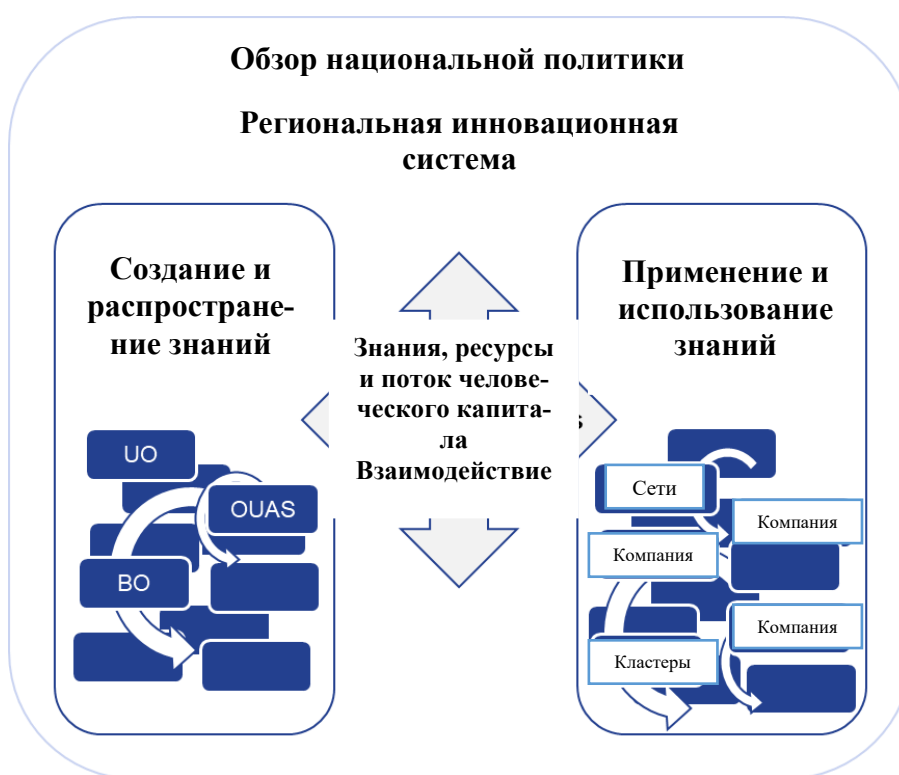 Обзор национальной политики
Региональная инновационная
система
Создание и
распростране-
ние знаний
UO
OUAS
BO
Знания, ресурсы
и поток челове-
ческого капита-
ла
Взаимодействие
s
Применение и
использование
знаний
Сети
Компания
Компания
Компания
Кластеры